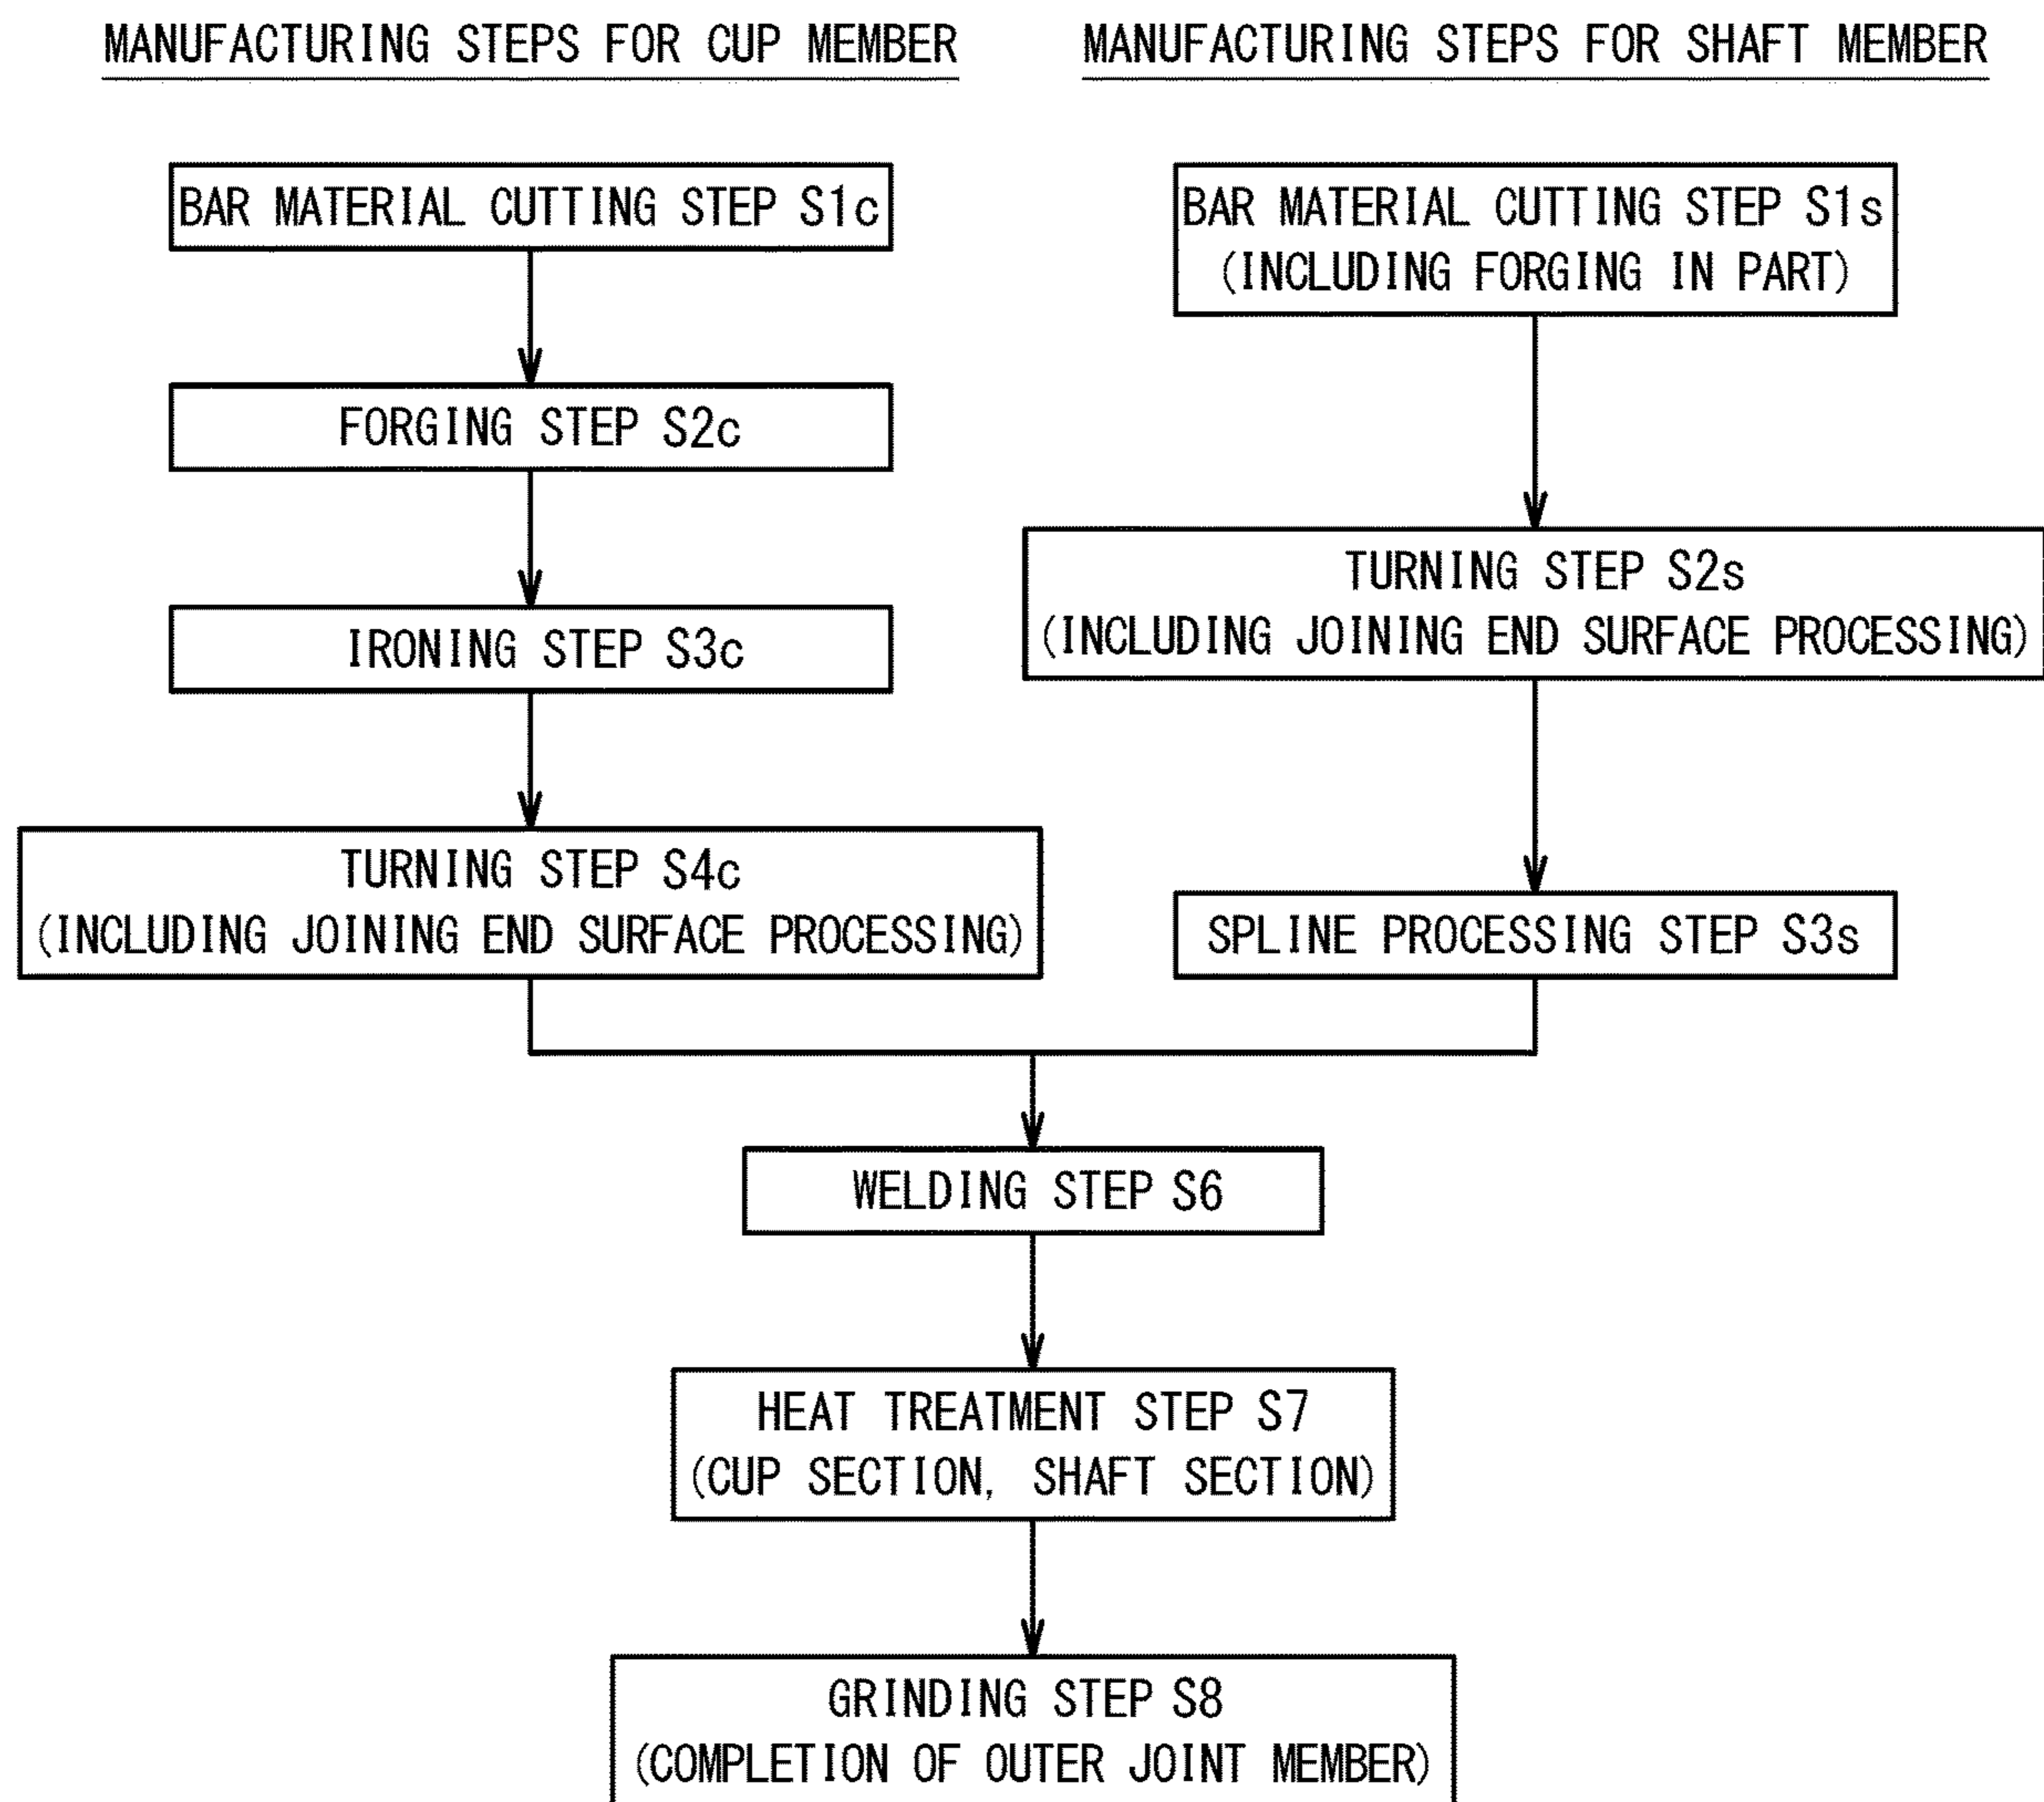 MANUFACTURING STEPS FOR CUP MEMBER
BAR MATERIAL CUTTING STEP S1c
FORGING STEP S2c
IRONING STEP S3c
TURNING STEP S4c
(INCLUDING JOINING END SURFACE PROCESSING)
MANUFACTURING STEPS FOR SHAFT MEMBER
BAR MATERIAL CUTTING STEP S1s
(INCLUDING FORGING IN PART)
TURNING STEP S2s
(INCLUDING JOINING END SURFACE PROCESSING)
SPLINE PROCESSING STEP S3s
WELDING STEP S6
HEAT TREATMENT STEP S7
(CUP SECTION, SHAFT SECTION)
GRINDING STEP S8
(COMPLETION OF OUTER JOINT MEMBER)